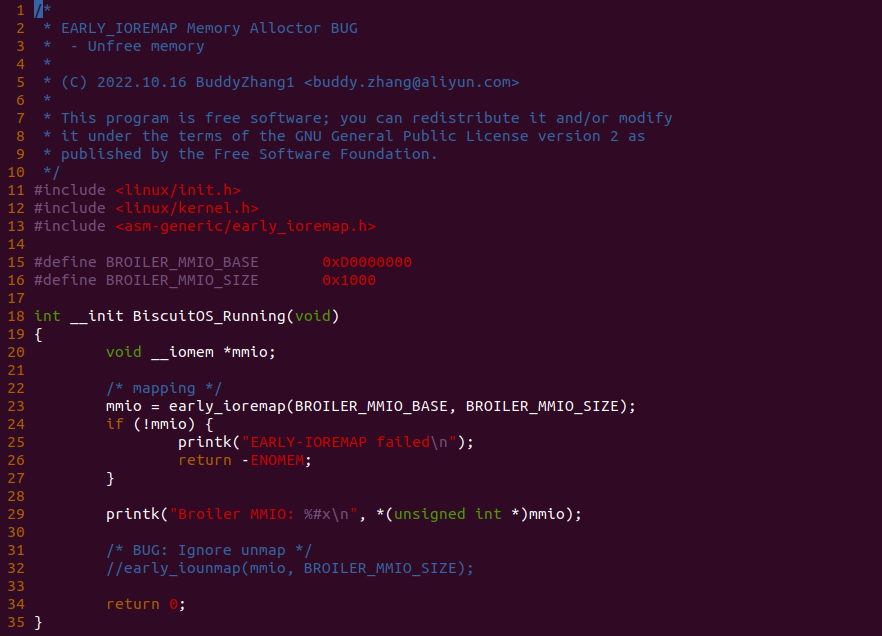 1 /*
2  * EARLY_IOREMAP Memory Alloctor BUG
3  *  - Unfree memory
4  *
5  * (C) 2022.10.16 BuddyZhang1 <buddy.zhang@aliyun.com>
6  *
7  * This program is free software; you can redistribute it and/or modify
8  * it under the terms of the GNU General Public License version 2 as
9  * published by the Free Software Foundation.
10  */
11 #include <linux/init.h>
12 #include <linux/kernel.h>
13 #include <asm-generic/early_ioremap.h>
14
15 #define BROILER_MMIO_BASE       0xD0000000
16 #define BROILER_MMIO_SIZE       0x1000
17
18 int __init BiscuitOS_Running(void)
19 {
20         void __iomem *mmio;
21
22         /* mapping */
23         mmio = early_ioremap(BROILER_MMIO_BASE, BROILER_MMIO_SIZE);
24         if (!mmio) {
25                 printk("EARLY-IOREMAP failed\n");
26                 return -ENOMEM;
27         }
28
29         printk("Broiler MMIO: %#x\n", *(unsigned int *)mmio);
30
31         /* BUG: Ignore unmap */
32         //early_iounmap(mmio, BROILER_MMIO_SIZE);
33
34         return 0;
35 }